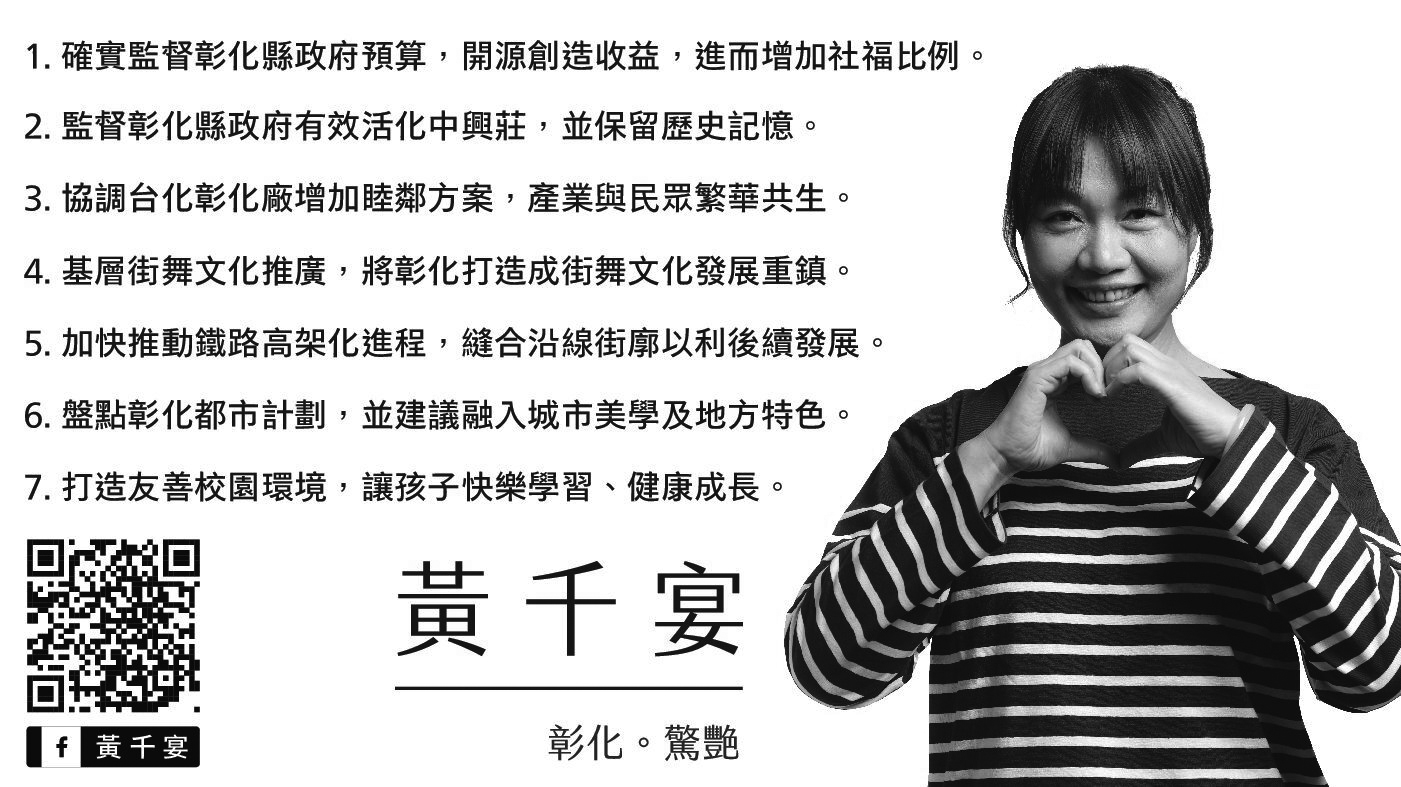 1. 確實監督彰化縣政府預算，開源創造收益，進而增加社福比例。
2. 監督彰化縣政府有效活化中興莊，並保留歷史記憶。
3. 協調台化彰化廠增加睦鄰方案，產業與民眾繁華共生。
4. 基層街舞文化推廣，將彰化打造成街舞文化發展重鎮。
5. 加快推動鐵路高架化進程，縫合沿線街廓以利後續發展。
6. 盤點彰化都市計劃，並建議融入城市美學及地方特色。
7. 打造友善校園環境，讓孩子快樂學習、健康成長。
黃千宴
彰化。驚艷
f 黃千宴